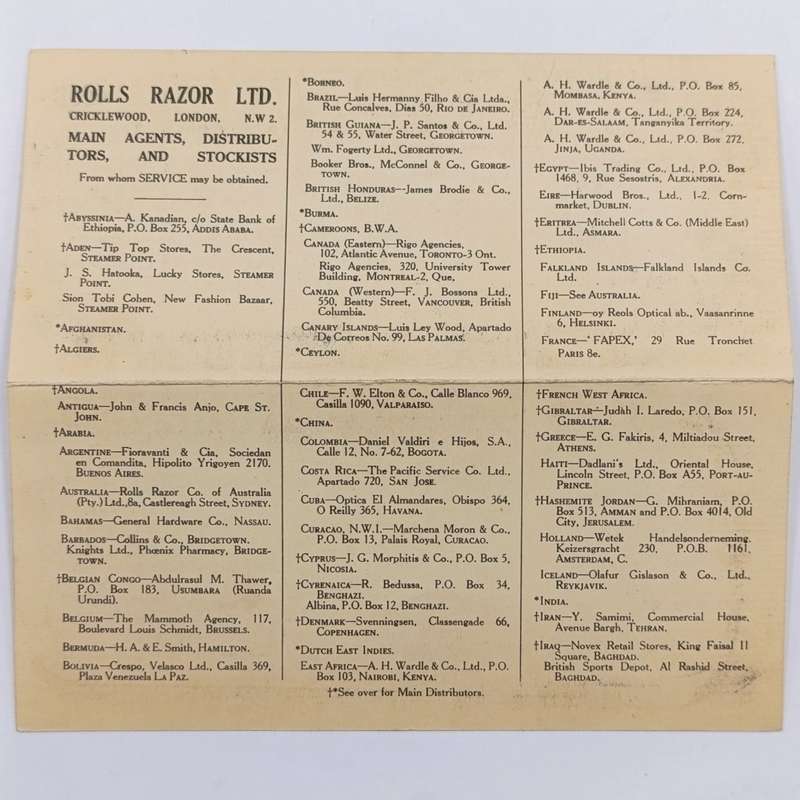 ROLLS RAZOR LTD.
CRICKLEWOOD, LONDON, N.W 2.
MAIN AGENTS, DISTRIBU-
TORS, AND STOCKISTS
From whom SERVICE may be obtained.
†ABYSSINIA—A. Kanadian, c/o State Bank of
Ethiopia, P.O. Box 255, ADDIS ABABA.
†ADEN—Tip Top Stores, The Crescent,
STEAMER POINT.
J. S. Hatooka, Lucky Stores, STEAMER
POINT.
Sion Tobi Cohen, New Fashion Bazaar,
STEAMER POINT.
*AFGHANISTAN.
†ALGIERS.
†ANGOLA.
ANTIGUA—John & Francis Anjo, CAPE ST.
JOHN.
†ARABIA.
ARGENTINE—Fioravanti & Cia, Sociedan
en Comandita, Hipolito Yrigoyen 2170.
BUENOS AIRES.
AUSTRALIA—Rolls Razor Co. of Australia
(Pty.) Ltd.,8a, Castlereagh Street, SYDNEY.
BAHAMAS—General Hardware Co., NASSAU.
BARBADOS—Collins & Co., BRIDGETOWN.
Knights Ltd., Phœnix Pharmacy, BRIDGE-
TOWN.
†BELGIAN CONGO—Abdulrasul M. Thawer,
P.O. Box 183, USUMBARA (Ruanda
Urundi).
BELGIUM—The Mammoth Agency, 117,
Boulevard Louis Schmidt, BRUSSELS.
BERMUDA—H. A. & E. Smith, HAMILTON.
BOLIVIA—Crespo, Velasco Ltd., Casilla 369,
Plaza Venezuela LA PAZ.
*BORNEO.
BRAZIL—Luis Hermanny Filho & Cia Ltda.,
Rue Concalves, Dias 50, RIO DE JANEIRO.
BRITISH GUIANA—J. P. Santos & Co., Ltd.
54 & 55, Water Street, GEORGETOWN.
Wm. Fogerty Ltd., GEORGETOWN.
Booker Bros., McConnel & Co., GEORGE-
TOWN.
BRITISH HONDURAS--James Brodie & Co.,
Ltd., BELIZE.
*BURMA.
†CAMEROONS, B.W.A.
CANADA (Eastern)—Rigo Agencies,
102, Atlantic Avenue, TORONTO-3 Ont.
Rigo Agencies, 320, University Tower
Building, MONTREAL-2, Que,
CANADA (Western)—F. J. Bossons Ltd.,
550, Beatty Street, VANCOUVER, British
Columbia.
CANARY ISLANDS—Luis Ley Wood, Apartado
De Correos No. 99, LAS PALMAS.
*CEYLON.
CHILE—F. W. Elton & Co., Calle Blanco 969,
Casilla 1090, VALPARAISO.
*CHINA.
COLOMBIA—Daniel Valdiri e Hijos, S.A.,
Calle 12, No. 7-62, BOGOTA.
COSTA RICA—The Pacific Service Co. Ltd.,
Apartado 720, SAN JOSE.
CUBA—Optica El Almandares, Obispo 364,
O Reilly 365, HAVANA.
CURACAO, N.W.I.—Marchena Moron & Co.,
P.O. Box 13, Palais Royal, CURACAO.
†CYPRUS—J. G. Morphitis & Co., P.O. Box 5,
NICOSIA.
†CYRENAICA—R. Bedussa, P.O. Box 34,
BENGHAZI.
Albina, P.O. Box 12, BENGHAZI.
†DENMARK—Svenningsen, Classengade 66,
COPENHAGEN.
*DUTCH EAST INDIES.
EAST AFRICA—A. H. Wardle & Co., Ltd., P.O.
Box 103, NAIROBI, KENYA.
†*See over for Main Distributors.
A. H. Wardle & Co., Ltd., P.O. Box 85,
MOMBASA, KENYA.
A. H. Wardle & Co., Ltd., P.O. Box 224,
DAR-ES-SALAAM, Tanganyika Territory.
A. H. Wardle & Co., Ltd., P.O. Box 272,
JINJA, UGANDA.
†EGYPT—Ibis Trading Co., Ltd., P.O. Box
1468, 9, Rue Sesostris, ALEXANDRIA.
EIRE—Harwood Bros., Ltd., 1-2, Corn-
market, DUBLIN.
†ERITREA—Mitchell Cotts & Co. (Middle East)
Ltd., ASMARA.
†ETHIOPIA.
FALKLAND ISLANDS—Falkland Islands Co.
Ltd.
FIJI—See AUSTRALIA.
FINLAND—oy Reols Optical ab., Vaasanrinne
6, HELSINKI.
FRANCE—'FAPEX,' 29 Rue Tronchet
PARIS 8e.
†FRENCH WEST AFRICA.
†GIBRALTAR—Judah I. Laredo, P.O. Box 151,
GIBRALTAR.
†GREECE—E. G. Fakiris, 4, Miltiadou Street,
ATHENS.
HAITI—Dadlani's Ltd., Oriental House,
Lincoln Street, P.O. Box A55, PORT-AU-
PRINCE.
†HASHEMITE JORDAN—G. Mihraniam, P.O.
Box 513, AMMAN and P.O. Box 4014, Old
City, JERUSALEM.
HOLLAND—Wetek Handelsonderneming.
Keizersgracht 230, P.O.B. 1161,
AMSTERDAM, C.
ICELAND—Olafur Gislason & Co., Ltd.,
REYKJAVIK.
*INDIA.
†IRAN—Y. Samimi, Commercial House,
Avenue Bargh, TEHRAN.
†IRAQ—Novex Retail Stores, King Faisal II
Square, BAGHDAD.
British Sports Depot, Al Rashid Street,
BAGHDAD.